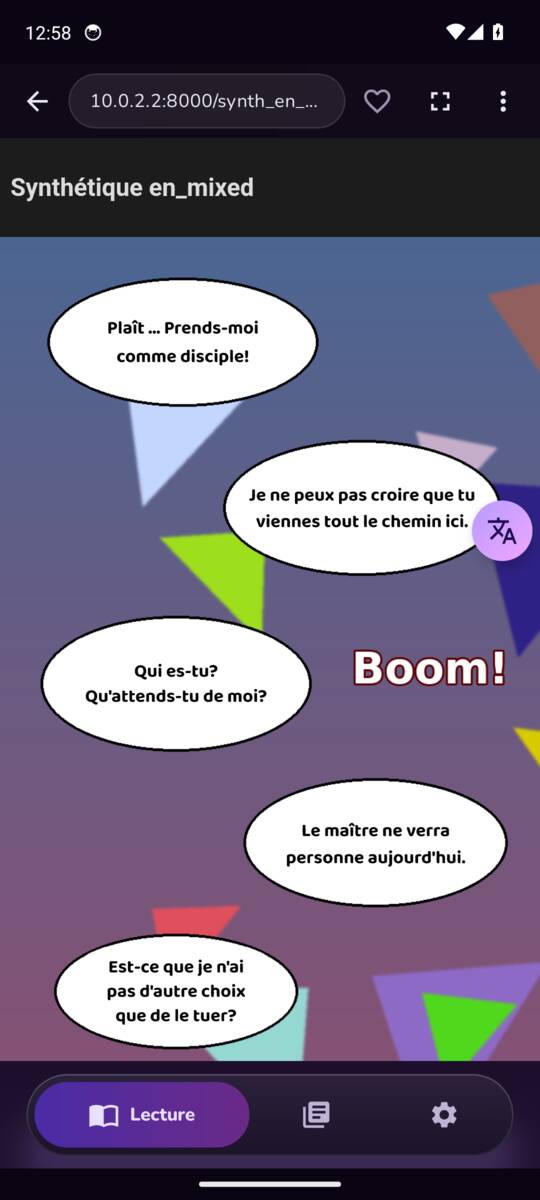 12:58
10.0.2.2:8000/synth_en_...
Synthétique en_mixed
Plaît ... Prends-moi
comme disciple!
Je ne peux pas croire que tu
viennes tout le chemin ici.
Qui es-tu?
Qu'attends-tu de moi?
Boom!
Le maître ne verra
personne aujourd'hui.
Est-ce que je n'ai
pas d'autre choix
que de le tuer?
Lecture